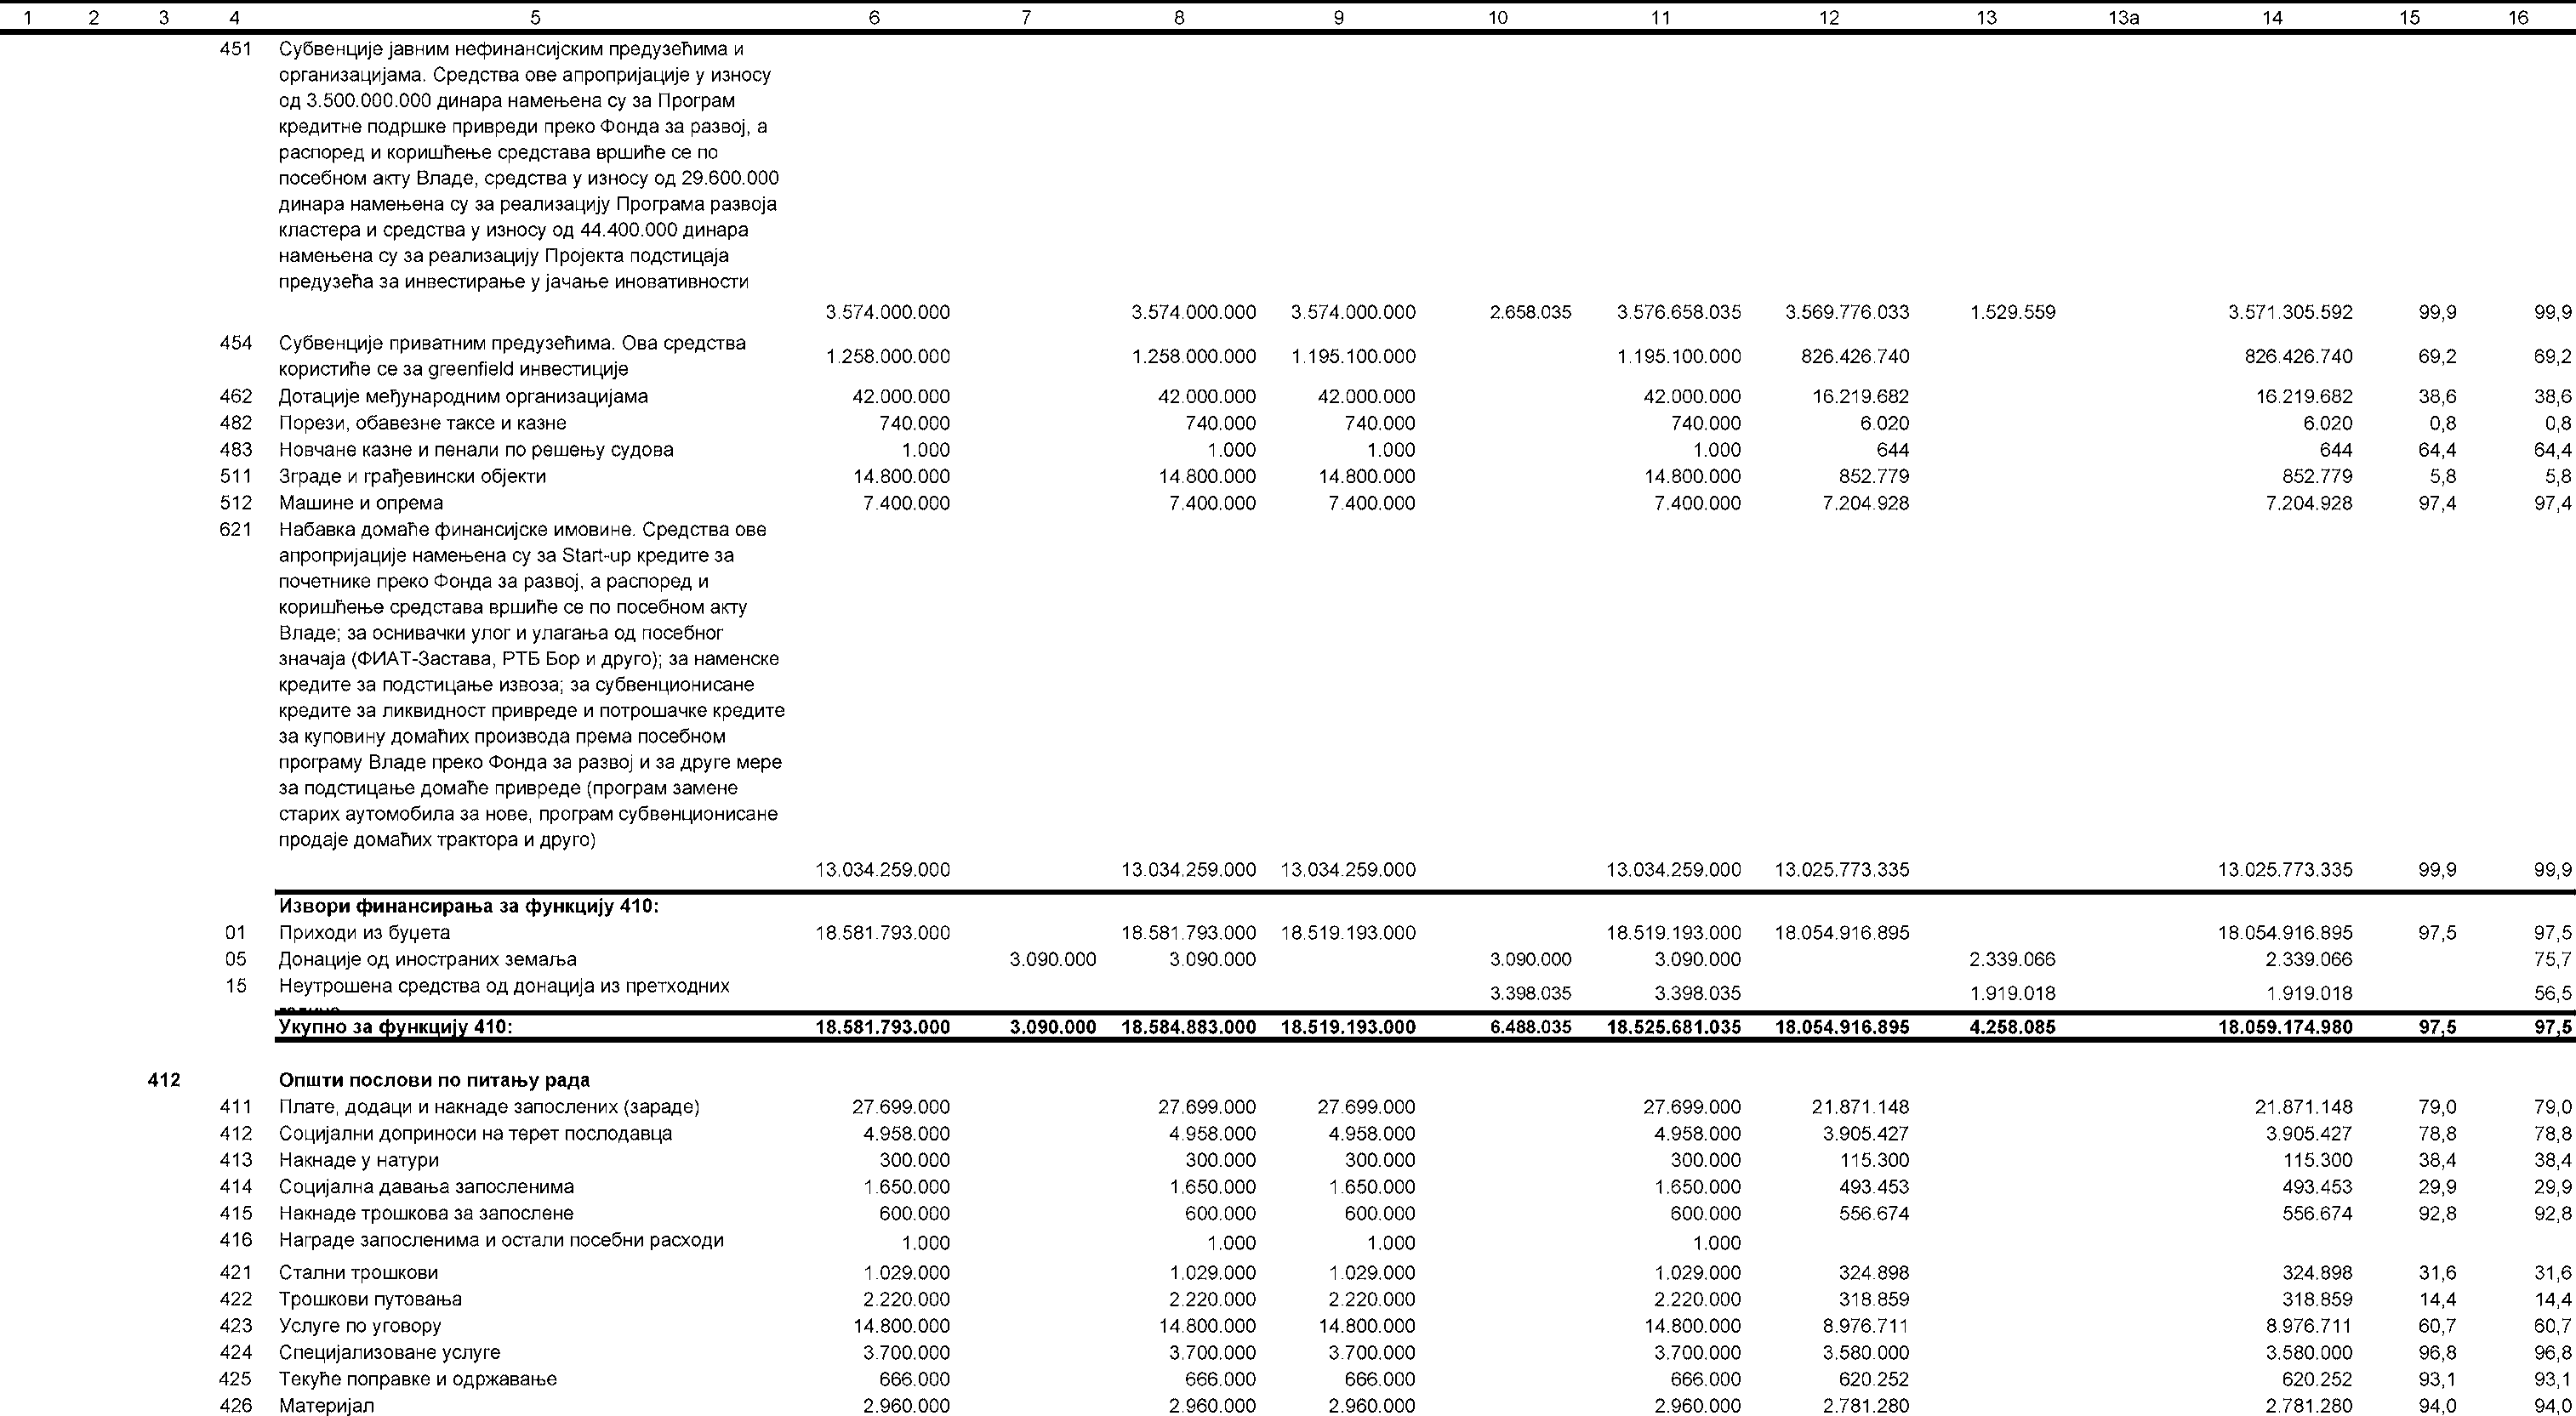 1 2 3 4 5 6 7 8 9 10 11 12 13 13a 14 15 16
451 Субвенције јавним нефинансијским предузећима и
организацијама. Средства ове апропријације у износу
од 3.500.000.000 динара намењена су за Програм
кредитне подршке привреди преко Фонда за развој, а
распоред и коришћење средстава вршиће се по
посебном акту Владе, средства у износу од 29.600.000
динара намењена су за реализацију Програма развоја
кластера и средства у износу од 44.400.000 динара
намењена су за реализацију Пројекта подстицаја
предузећа за инвестирање у јачање иновативности
3.574.000.000 3.574.000.000 3.574.000.000 2.658.035 3.576.658.035 3.569.776.033 1.529.559 3.571.305.592 99,9 99,9
454 Субвенције приватним предузећима. Ова средства
користиће се за greenfield инвестиције
1.258.000.000 1.258.000.000 1.195.100.000 1.195.100.000 826.426.740 826.426.740 69,2 69,2
462 Дотације међународним организацијама 42.000.000 42.000.000 42.000.000 42.000.000 16.219.682 16.219.682 38,6 38,6
482 Порези, обавезне таксе и казне 740.000 740.000 740.000 740.000 6.020 6.020 0,8 0,8
483 Новчане казне и пенали по решењу судова 1.000 1.000 1.000 1.000 644 644 64,4 64,4
511 Зграде и грађевински објекти 14.800.000 14.800.000 14.800.000 14.800.000 852.779 852.779 5,8 5,8
512 Машине и опрема 7.400.000 7.400.000 7.400.000 7.400.000 7.204.928 7.204.928 97,4 97,4
621 Набавка домаће финансијске имовине. Средства ове
апропријације намењена су за Start-up кредите за
почетнике преко Фонда за развој, а распоред и
коришћење средстава вршиће се по посебном акту
Владе; за оснивачки улог и улагања од посебног
значаја (ФИАТ-Застава, РТБ Бор и друго); за наменске
кредите за подстицање извоза; за субвенционисане
кредите за ликвидност привреде и потрошачке кредите
за куповину домаћих производа према посебном
програму Владе преко Фонда за развој и за друге мере
за подстицање домаће привреде (програм замене
старих аутомобила за нове, програм субвенционисане
продаје домаћих трактора и друго)
13.034.259.000 13.034.259.000 13.034.259.000 13.034.259.000 13.025.773.335 13.025.773.335 99,9 99,9
Извори финансирања за функцију 410:
01 Приходи из буџета 18.581.793.000 18.581.793.000 18.519.193.000 18.519.193.000 18.054.916.895 18.054.916.895 97,5 97,5
05 Донације од иностраних земаља 3.090.000 3.090.000 3.090.000 3.090.000 2.339.066 2.339.066 75,7
15 Неутрошена средства од донација из претходних
3.398.035 3.398.035 1.919.018 1.919.018 56,5
Укупно за функцију 410: 18.581.793.000 3.090.000 18.584.883.000 18.519.193.000 6.488.035 18.525.681.035 18.054.916.895 4.258.085 18.059.174.980 97,5 97,5
412 Општи послови по питању рада
411 Плате, додаци и накнаде запослених (зараде) 27.699.000 27.699.000 27.699.000 27.699.000 21.871.148 21.871.148 79,0 79,0
412 Социјални доприноси на терет послодавца 4.958.000 4.958.000 4.958.000 4.958.000 3.905.427 3.905.427 78,8 78,8
413 Накнаде у натури 300.000 300.000 300.000 300.000 115.300 115.300 38,4 38,4
414 Социјална давања запосленима 1.650.000 1.650.000 1.650.000 1.650.000 493.453 493.453 29,9 29,9
415 Накнаде трошкова за запослене 600.000 600.000 600.000 600.000 556.674 556.674 92,8 92,8
416 Награде запосленима и остали посебни расходи 1.000 1.000 1.000 1.000
421 Стални трошкови 1.029.000 1.029.000 1.029.000 1.029.000 324.898 324.898 31,6 31,6
422 Трошкови путовања 2.220.000 2.220.000 2.220.000 2.220.000 318.859 318.859 14,4 14,4
423 Услуге по уговору 14.800.000 14.800.000 14.800.000 14.800.000 8.976.711 8.976.711 60,7 60,7
424 Специјализоване услуге 3.700.000 3.700.000 3.700.000 3.700.000 3.580.000 3.580.000 96,8 96,8
425 Текуће поправке и одржавање 666.000 666.000 666.000 666.000 620.252 620.252 93,1 93,1
426 Материјал 2.960.000 2.960.000 2.960.000 2.960.000 2.781.280 2.781.280 94,0 94,0